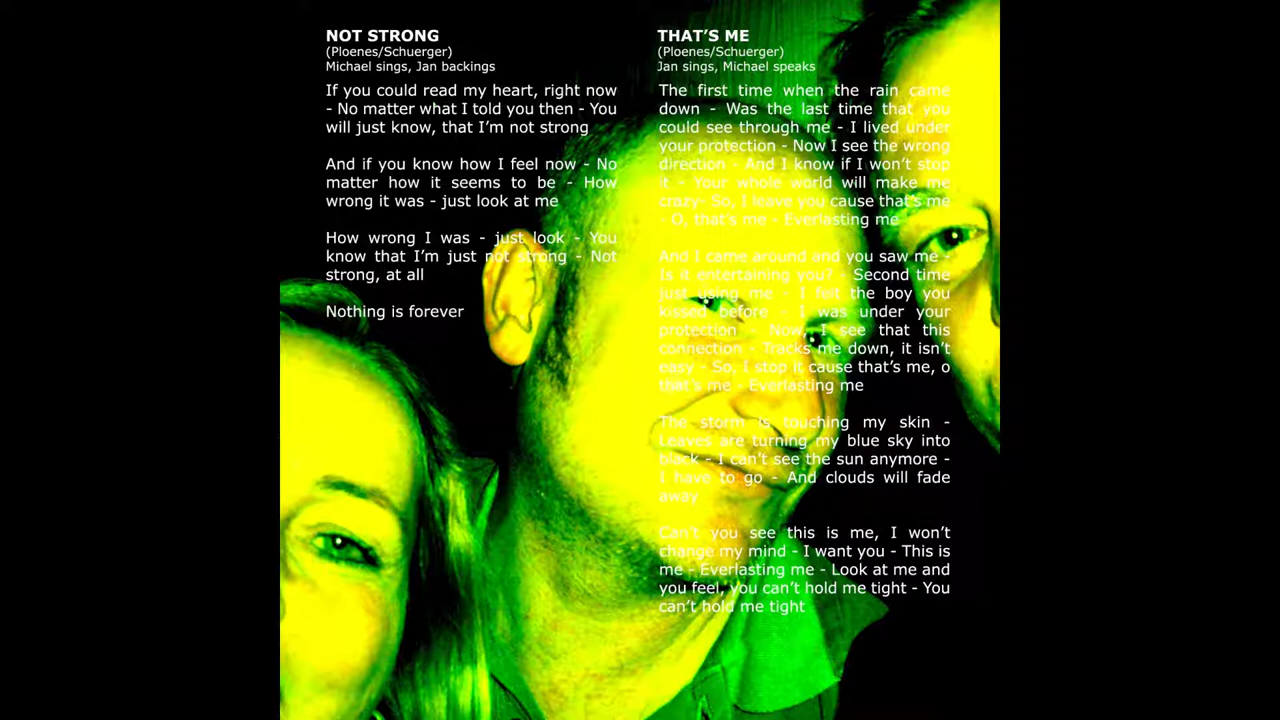 NOT STRONG
(Ploenes/Schuerger)
Michael sings, Jan backings
If you could read my heart, right now
- No matter what I told you then - You
will just know, that I'm not strong
And if you know how I feel now - No
matter how it seems to be - How
wrong it was - just look at me
How wrong I was - just look - You
know that I'm just not strong - Not
strong, at all
Nothing is forever
THAT'S ME
(Ploenes/Schuerger)
Jan sings, Michael speaks
The first time when the rain came
down - Was the last time that you
could see through me - I lived under
your protection - Now I see the wrong
direction - And I know if I won't stop
it - Your whole world will make me
crazy- So, I leave you cause that's me
- O, that's me - Everlasting me
And I came around and you saw me -
Is it entertaining you? - Second time
just using me - I felt the boy you
kissed before - I was under your
protection - Now, I see that this
connection - Tracks me down, it isn't
easy - So, I stop it cause that's me, o
that's me - Everlasting me
The storm is touching my skin -
Leaves are turning my blue sky into
black - I can't see the sun anymore -
I have to go - And clouds will fade
away
Can't you see this is me, I won't
change my mind - I want you - This is
me - Everlasting me - Look at me and
you feel, you can't hold me tight - You
can't hold me tight